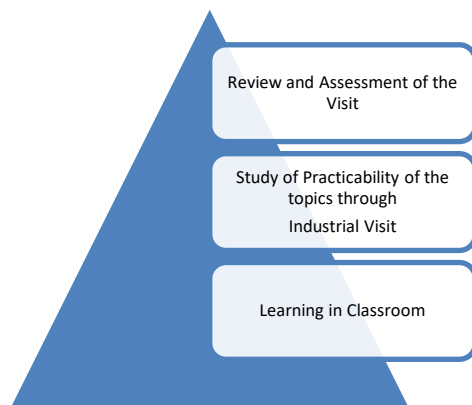 Review and Assessment of the
Visit
Study of Practicability of the
topics through
Industrial Visit
Learning in Classroom